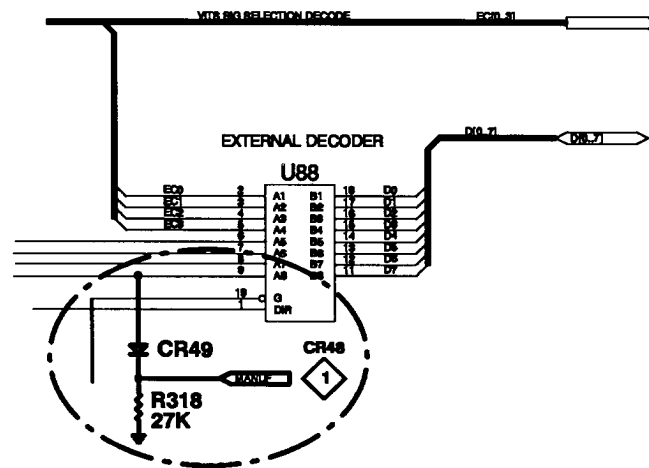 VITS SIG SELECTION DECODE EC[0..3]
D[0..7] D[0..7]
EXTERNAL DECODER
U88
EC0 2 A1 B1 18 D0
EC1 3 A2 B2 17 D1
EC2 4 A3 B3 16 D2
EC3 5 A4 B4 15 D3
6 A5 B5 14 D4
7 A6 B6 13 D5
8 A7 B7 12 D6
9 A8 B8 11 D7
19 G
1 DIR
CR49 CR48
MANUF 1
R318
27K